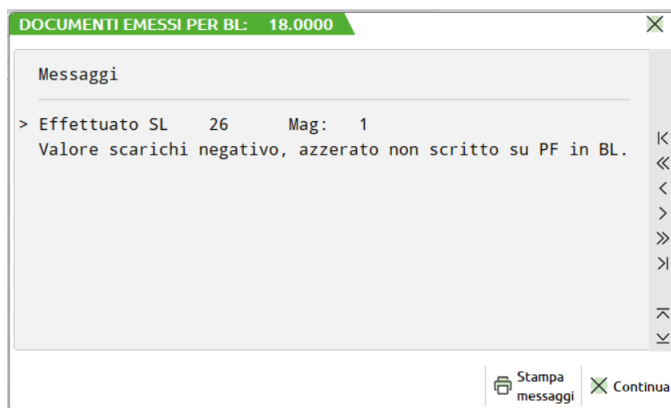 DOCUMENTI EMESSI PER BL: 18.0000
Messaggi
> Effettuato SL 26 Mag: 1
Valore scarichi negativo, azzerato non scritto su PF in BL.
Stampa
messaggi
Continua